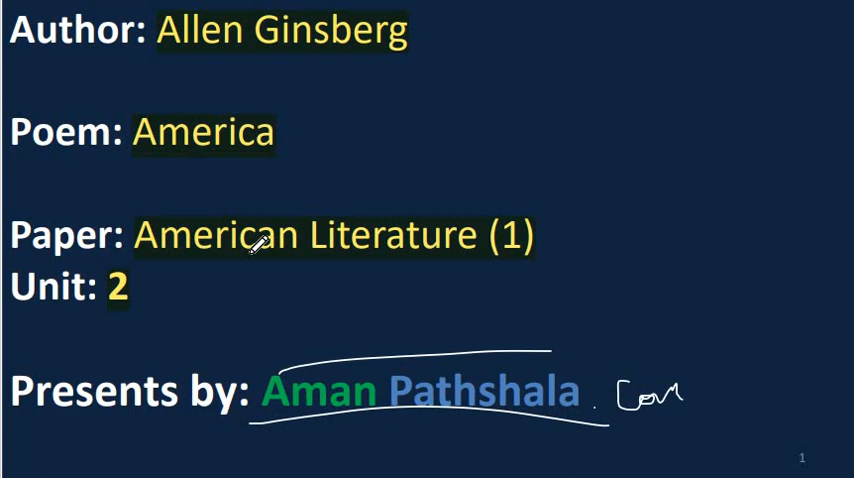 Author: Allen Ginsberg
Poem: America
Paper: American Literature (1)
Unit: 2
Presents by: Aman Pathshala . Com
1